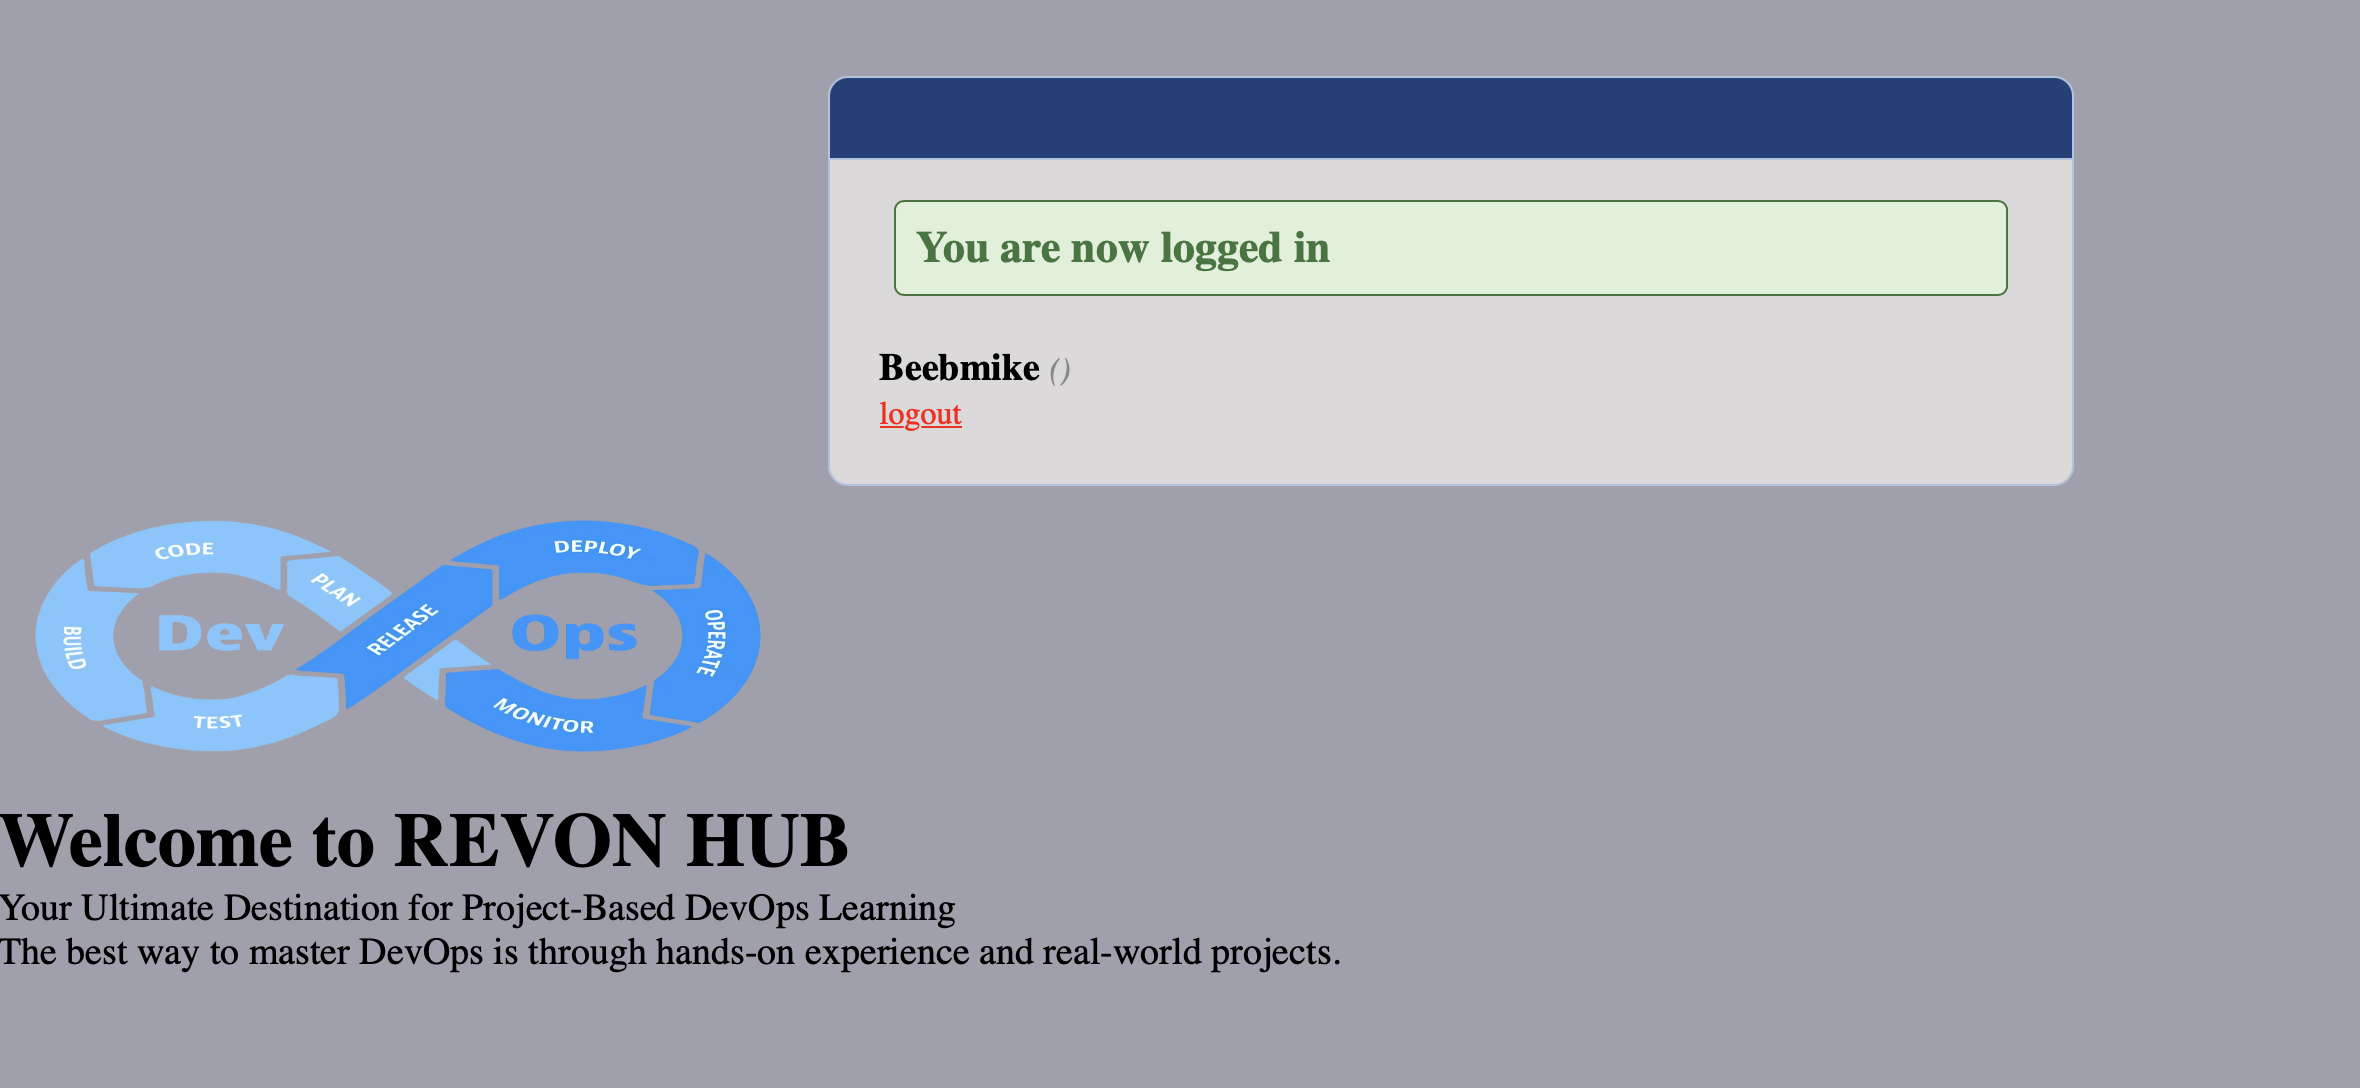 You are now logged in
Beebmike ()
logout
CODE
PLAN
DEPLOY
RELEASE
OPERATE
BUILD
Dev
Ops
TEST
MONITOR
Welcome to REVON HUB
Your Ultimate Destination for Project-Based DevOps Learning
The best way to master DevOps is through hands-on experience and real-world projects.